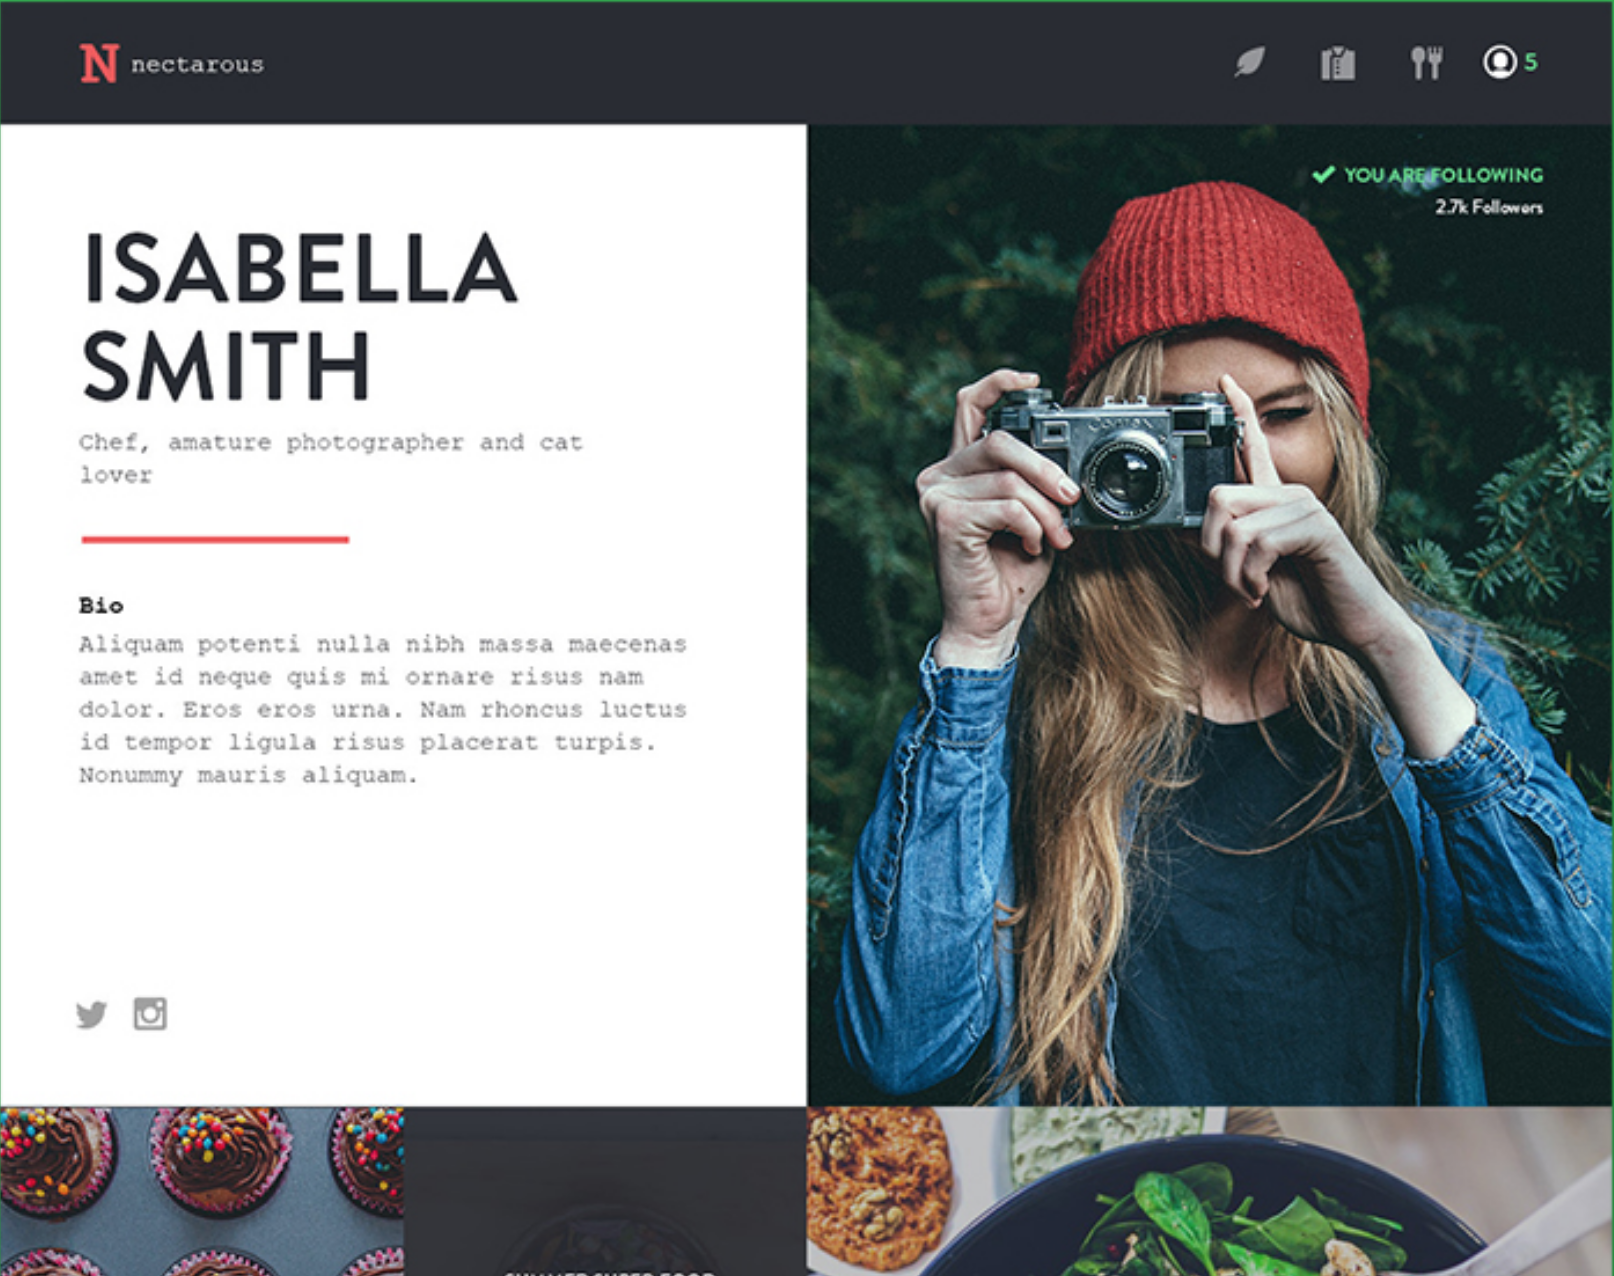 N nectarous
5
YOU ARE FOLLOWING
2.7k Followers
ISABELLA
SMITH
Chef, amature photographer and cat
lover
Bio
Aliquam potenti nulla nibh massa maecenas
amet id neque quis mi ornare risus nam
dolor. Eros eros urna. Nam rhoncus luctus
id tempor ligula risus placerat turpis.
Nonummy mauris aliquam.